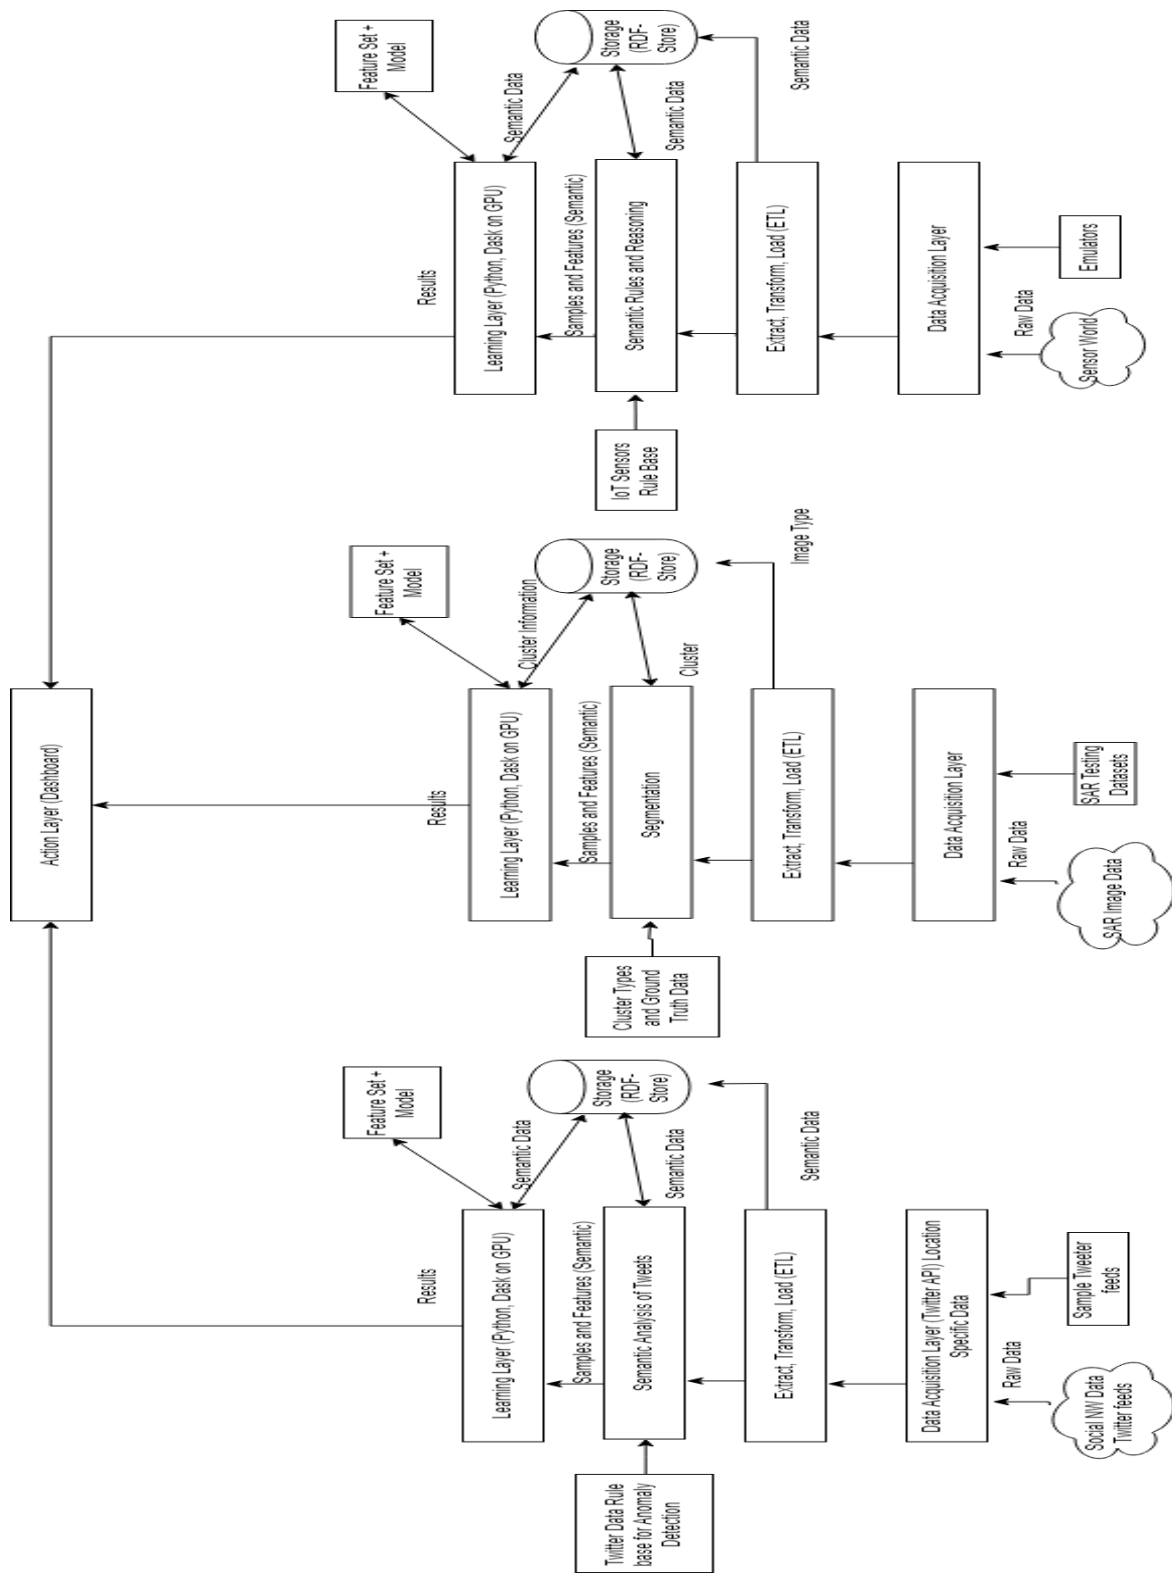 Action Layer (Dashboard)
Results
Results
Results
Feature Set +
Model
Learning Layer (Python, Dask on GPU)
Semantic Data
Samples and Features (Semantic)
Storage
(RDF-
Store)
Twitter Data Rule
base for Anomaly
Detection
Semantic Analysis of Tweets
Semantic Data
Extract, Transform, Load (ETL)
Semantic Data
Data Acquisition Layer (Twitter API) Location
Specific Data
Raw Data
Social NW Data
Twitter feeds
Sample Tweeter
feeds
Feature Set +
Model
Learning Layer (Python, Dask on GPU)
Cluster Information
Samples and Features (Semantic)
Storage
(RDF-
Store)
Cluster Types
and Ground
Truth Data
Segmentation
Cluster
Extract, Transform, Load (ETL)
Image Type
Data Acquisition Layer
Raw Data
SAR Image Data
SAR Testing
Datasets
Feature Set +
Model
Learning Layer (Python, Dask on GPU)
Semantic Data
Samples and Features (Semantic)
Storage
(RDF-
Store)
IoT Sensors
Rule Base
Semantic Rules and Reasoning
Semantic Data
Extract, Transform, Load (ETL)
Semantic Data
Data Acquisition Layer
Raw Data
Sensor World
Emulators